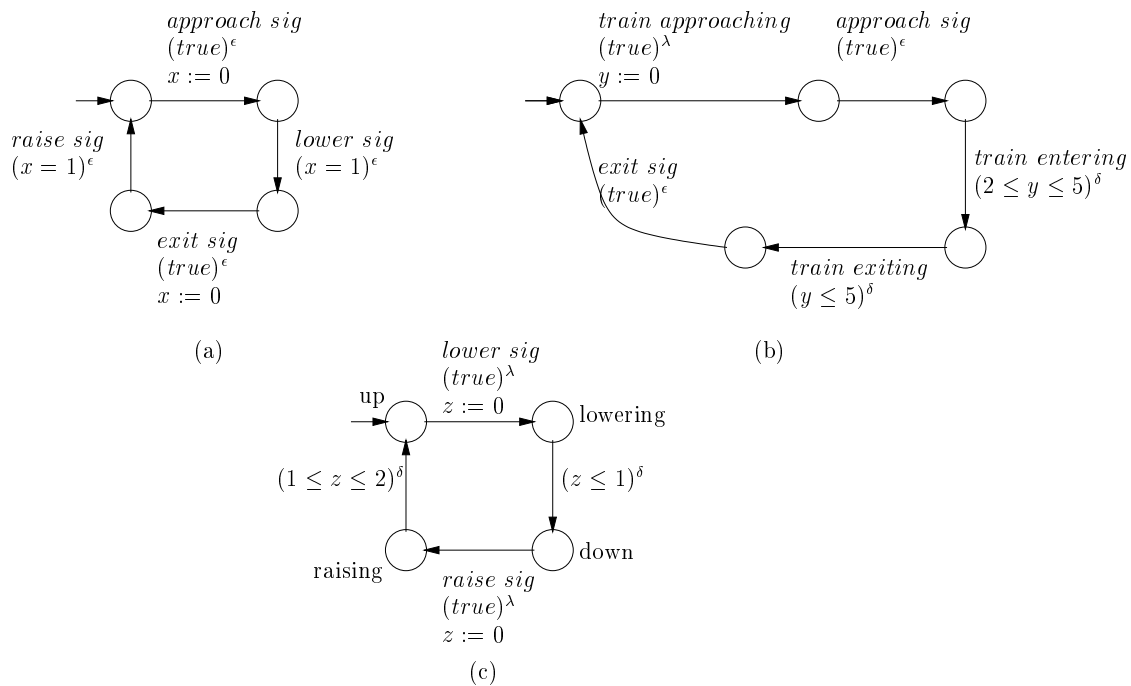 approach sig
(true)^ϵ
x := 0
raise sig
(x = 1)^ϵ
lower sig
(x = 1)^ϵ
exit sig
(true)^ϵ
x := 0
(a)
train approaching
(true)^λ
y := 0
approach sig
(true)^ϵ
exit sig
(true)^ϵ
train entering
(2 ≤ y ≤ 5)^δ
train exiting
(y ≤ 5)^δ
(b)
lower sig
(true)^λ
z := 0
up
lowering
(1 ≤ z ≤ 2)^δ
(z ≤ 1)^δ
raising
down
raise sig
(true)^λ
z := 0
(c)